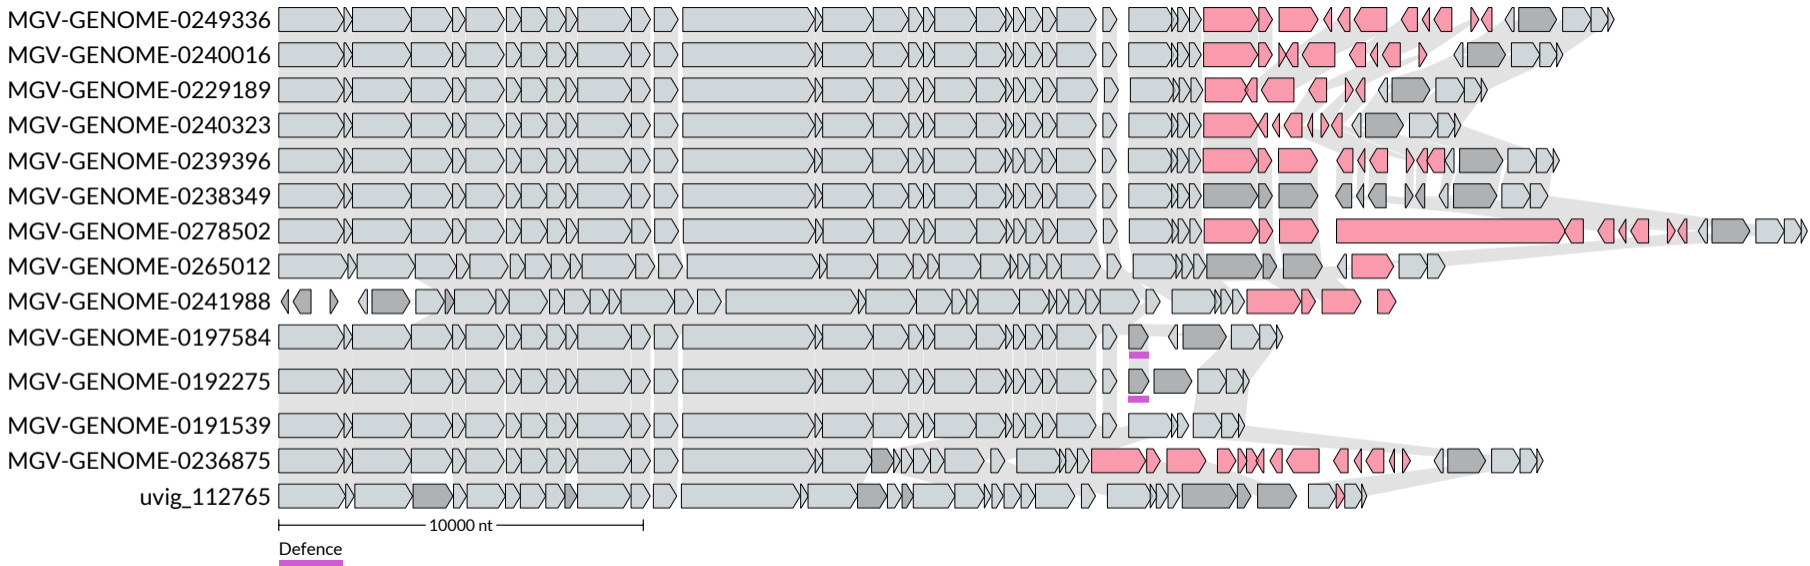 MGV-GENOME-0249336
MGV-GENOME-0240016
MGV-GENOME-0229189
MGV-GENOME-0240323
MGV-GENOME-0239396
MGV-GENOME-0238349
MGV-GENOME-0278502
MGV-GENOME-0265012
MGV-GENOME-0241988
MGV-GENOME-0197584
MGV-GENOME-0192275
MGV-GENOME-0191539
MGV-GENOME-0236875
uvig_112765
10000 nt
Defence